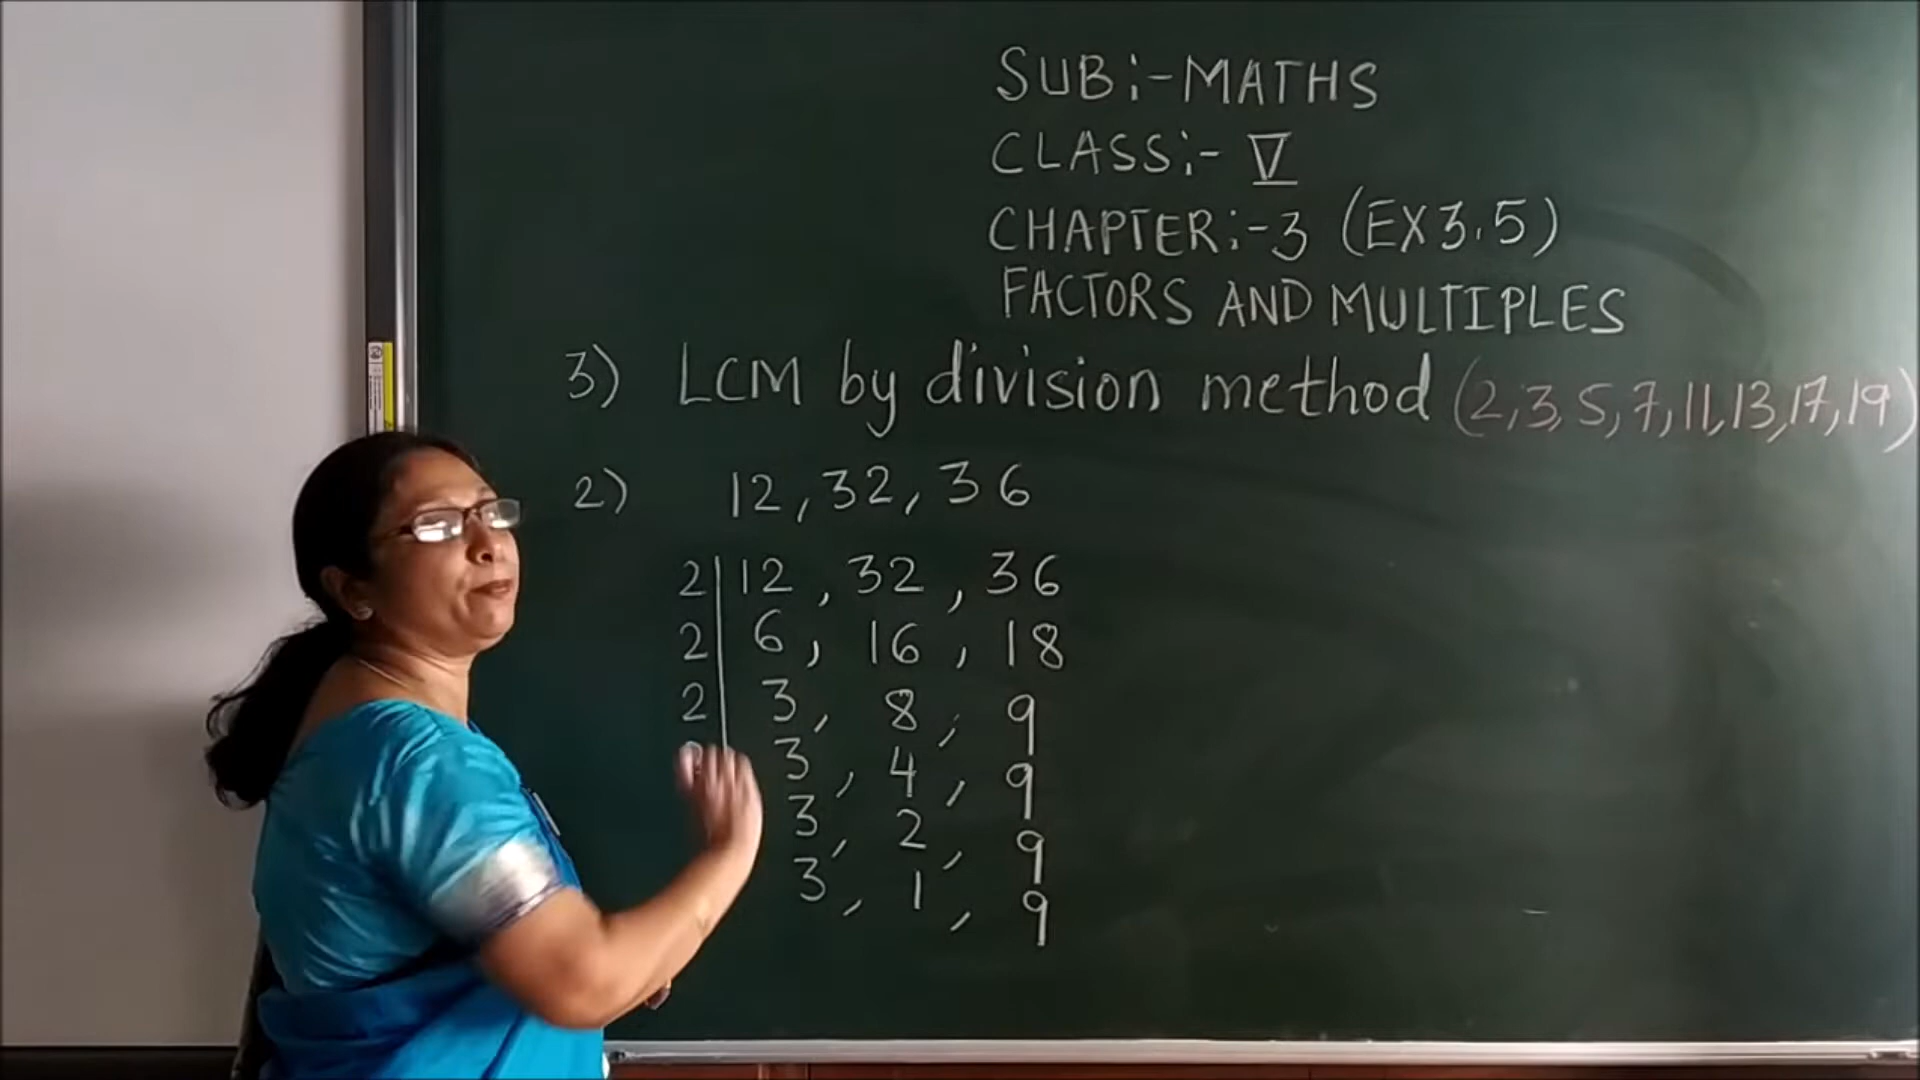 SUB:-MATHS
CLASS:- V
CHAPTER:-3 (EX 3.5)
FACTORS AND MULTIPLES
3) LCM by division method (2,3,5,7,11,13,17,19)
2) 12, 32, 36
2 | 12 , 32 , 36
2 | 6 , 16 , 18
2 | 3 , 8 , 9
3 , 4 , 9
3 , 2 , 9
3 , 1 , 9